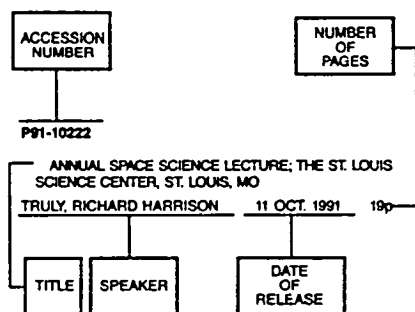 ACCESSION
NUMBER
NUMBER
OF
PAGES
P91-10222
ANNUAL SPACE SCIENCE LECTURE; THE ST. LOUIS
SCIENCE CENTER, ST. LOUIS, MO
TRULY, RICHARD HARRISON 11 OCT. 1991 19p
TITLE
SPEAKER
DATE
OF
RELEASE